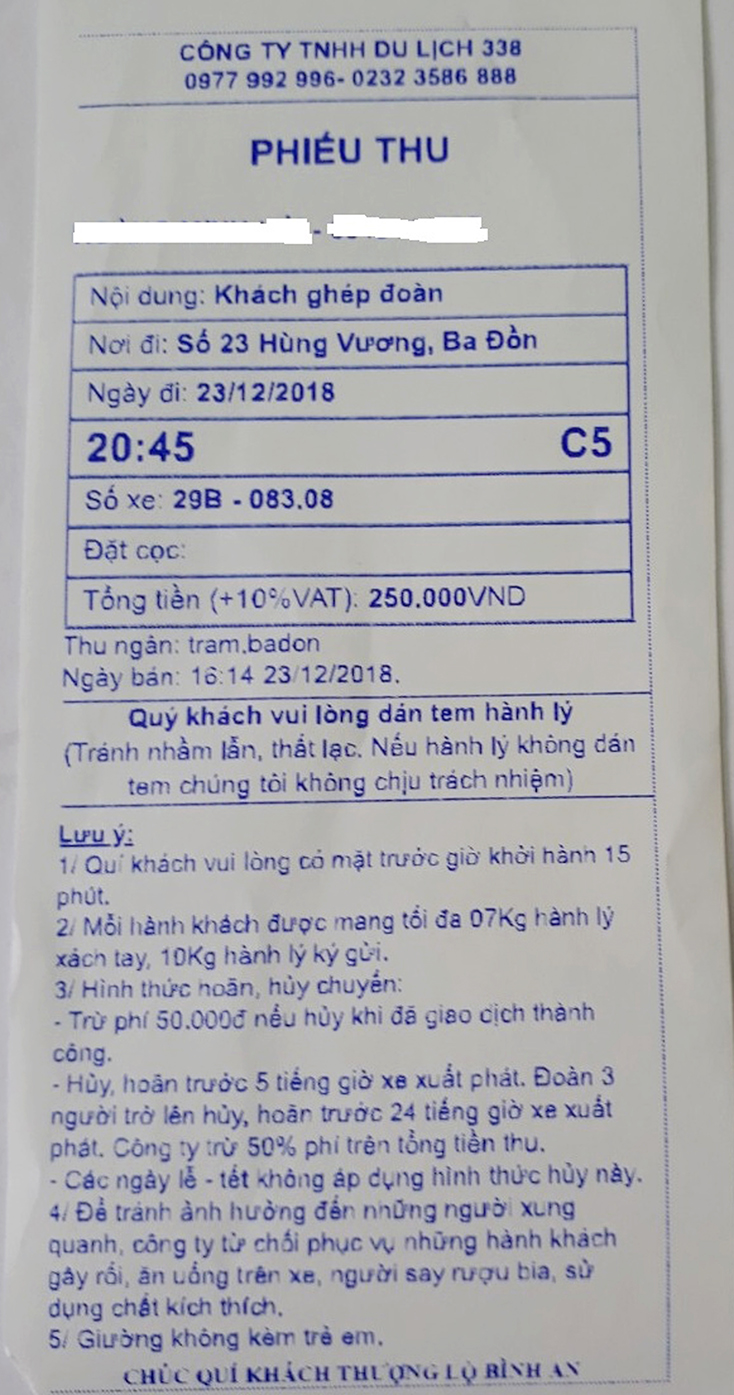 CÔNG TY TNHH DU LỊCH 338
0977 992 996- 0232 3586 888
PHIẾU THU
Nội dung: Khách ghép đoàn
Nơi đi: Số 23 Hùng Vương, Ba Đồn
Ngày đi: 23/12/2018
20:45 C5
Số xe: 29B - 083.08
Đặt cọc:
Tổng tiền (+10%VAT): 250.000VND
Thu ngân: tram.badon
Ngày bán: 16:14 23/12/2018.
Quý khách vui lòng dán tem hành lý
(Tránh nhầm lẫn, thất lạc. Nếu hành lý không dán
tem chúng tôi không chịu trách nhiệm)
Lưu ý:
1/ Quí khách vui lòng có mặt trước giờ khởi hành 15
phút.
2/ Mỗi hành khách được mang tối đa 07Kg hành lý
xách tay, 10Kg hành lý ký gửi.
3/ Hình thức hoãn, hủy chuyến:
- Trừ phí 50.000đ nếu hủy khi đã giao dịch thành
công.
- Hủy, hoãn trước 5 tiếng giờ xe xuất phát. Đoàn 3
người trở lên hủy, hoãn trước 24 tiếng giờ xe xuất
phát. Công ty trừ 50% phí trên tổng tiền thu.
- Các ngày lễ - tết không áp dụng hình thức hủy này.
4/ Để tránh ảnh hưởng đến những người xung
quanh, công ty từ chối phục vụ những hành khách
gây rối, ăn uống trên xe, người say rượu bia, sử
dụng chất kích thích.
5/ Giường không kèm trẻ em.
CHÚC QUÍ KHÁCH THƯỢNG LỘ BÌNH AN